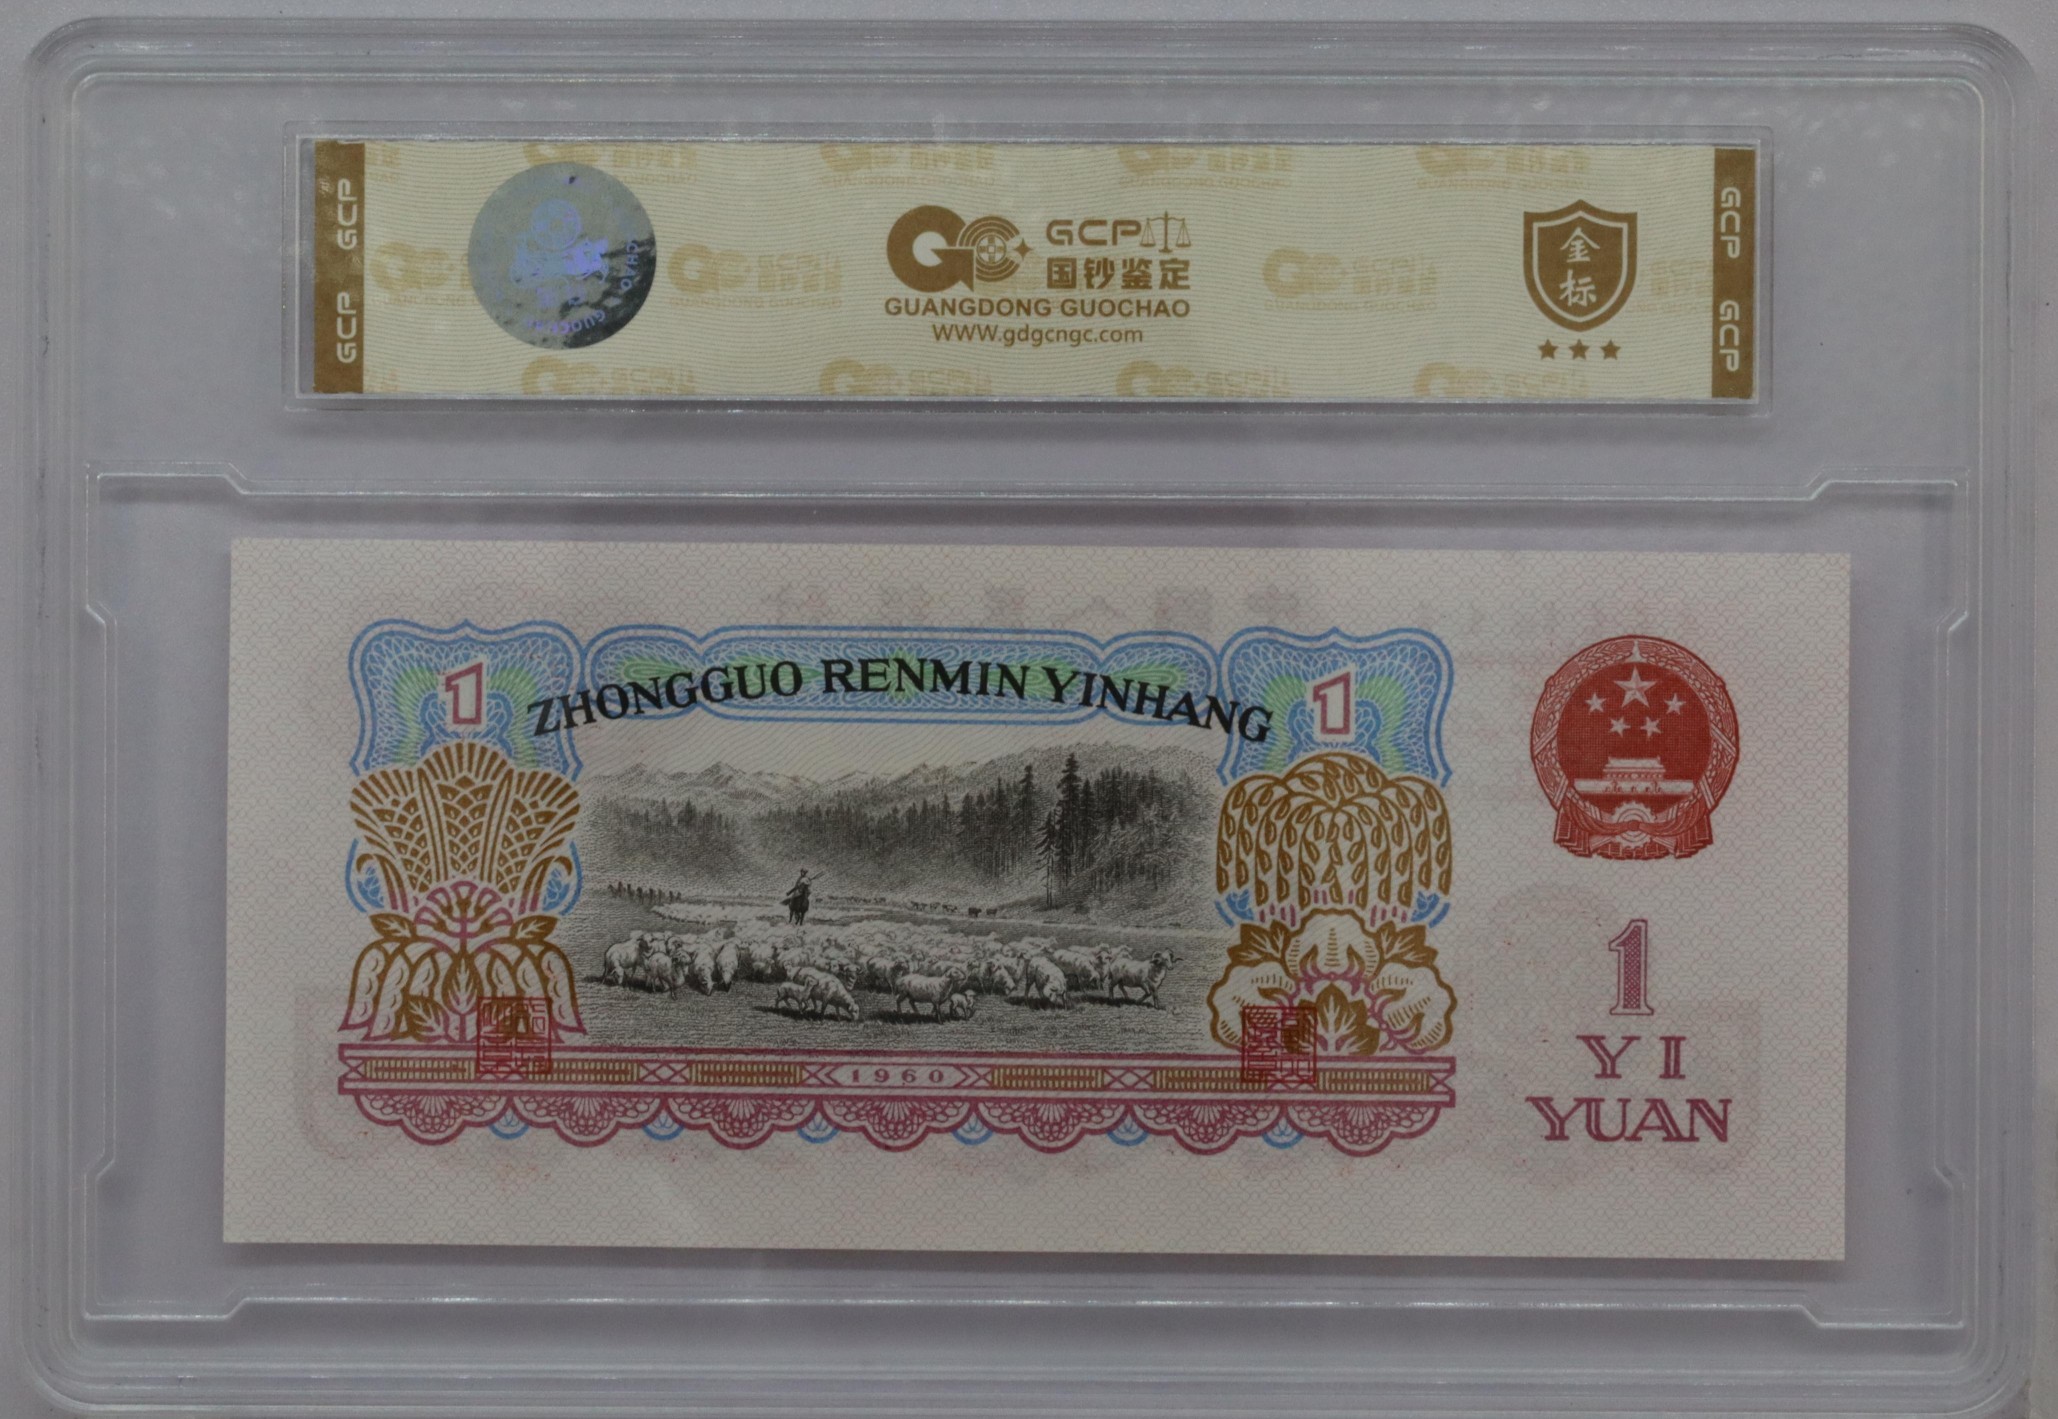 GCP
GCP
GCP
国钞鉴定
GUANGDONG GUOCHAO
WWW.gdgcngc.com
金标
GCP
GCP
ZHONGGUO RENMIN YINHANG
1
1
1960
1
YI
YUAN